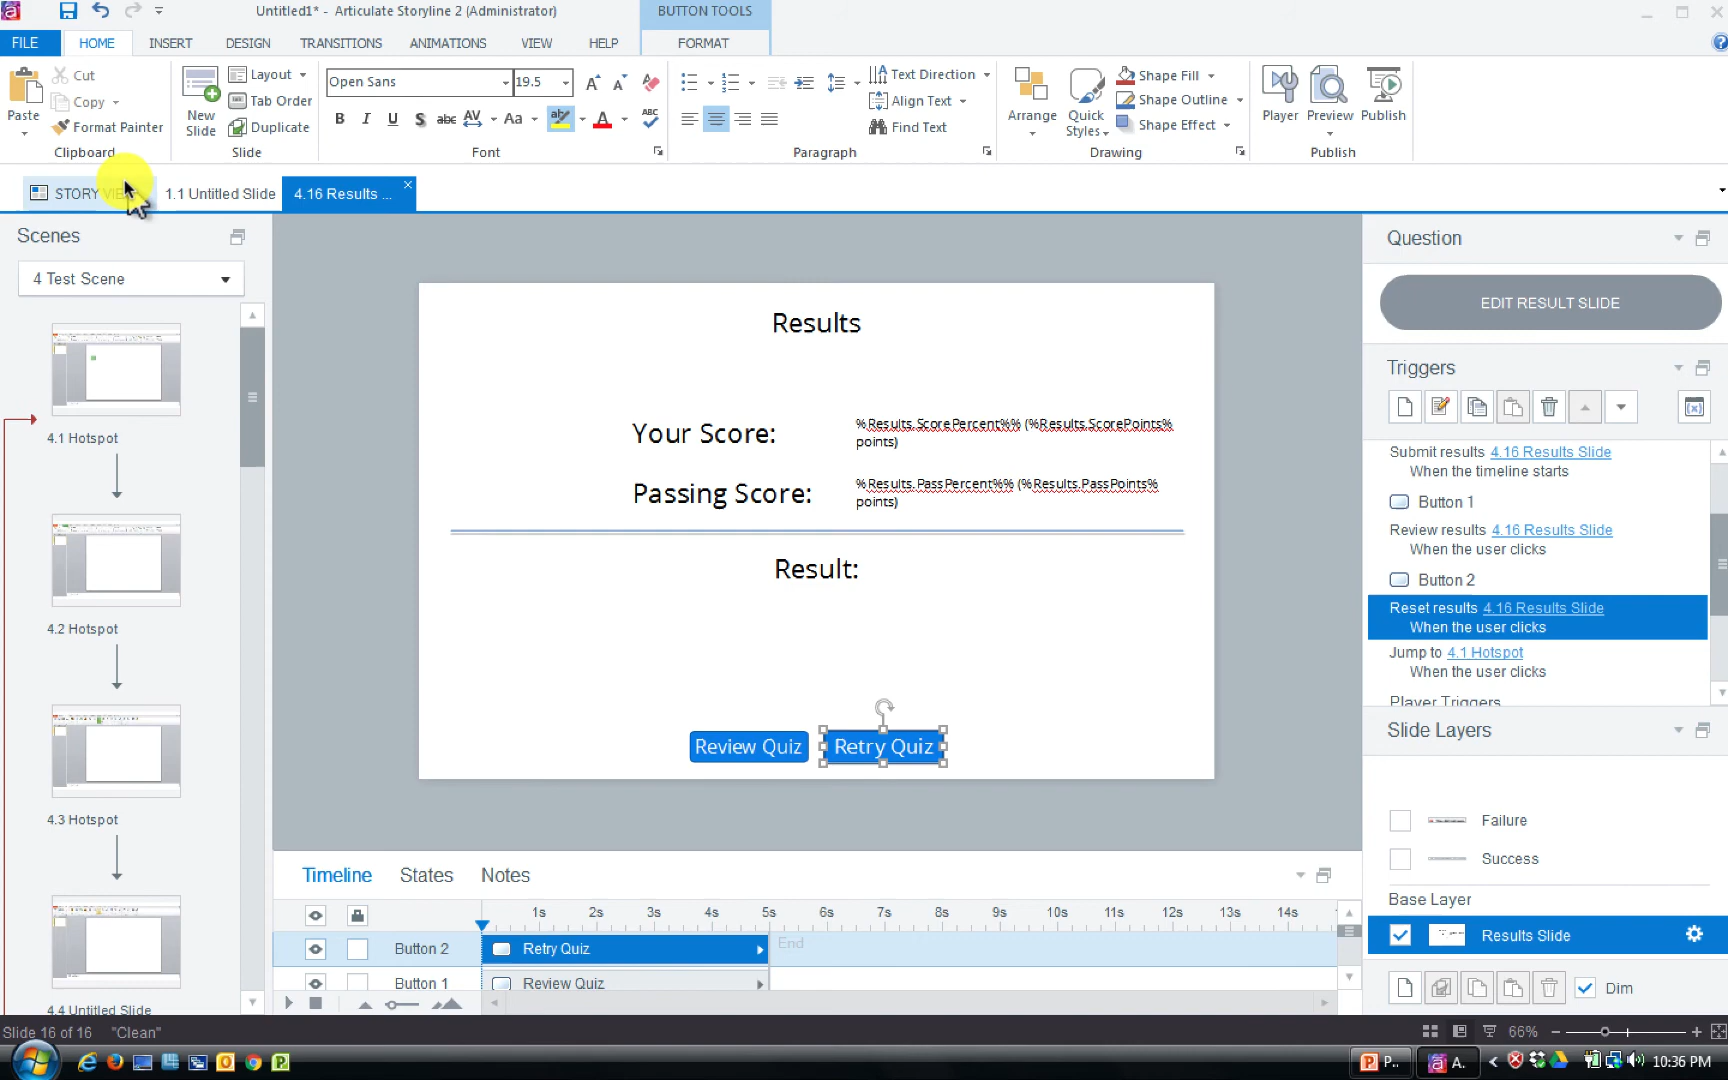 Untitled1* - Articulate Storyline 2 (Administrator)
BUTTON TOOLS
FILE
HOME
INSERT
DESIGN
TRANSITIONS
ANIMATIONS
VIEW
HELP
FORMAT
Paste
Cut
Copy
Format Painter
Clipboard
New
Slide
Layout
Tab Order
Duplicate
Slide
Open Sans
19.5
B I U S abc AV Aa A ABC
Font
Text Direction
Align Text
Find Text
Paragraph
Arrange
Quick
Styles
Shape Fill
Shape Outline
Shape Effect
Drawing
Player
Preview
Publish
Publish
STORY
1.1 Untitled Slide
4.16 Results ...
Scenes
4 Test Scene
4.1 Hotspot
4.2 Hotspot
4.3 Hotspot
4.4 Untitled Slide
Results
Your Score:
%Results.ScorePercent%% (%Results.ScorePoints%
points)
Passing Score:
%Results.PassPercent%% (%Results.PassPoints%
points)
Result:
Review Quiz
Retry Quiz
Question
EDIT RESULT SLIDE
Triggers
Submit results 4.16 Results Slide
When the timeline starts
Button 1
Review results 4.16 Results Slide
When the user clicks
Button 2
Reset results 4.16 Results Slide
When the user clicks
Jump to 4.1 Hotspot
When the user clicks
Player Triggers
Slide Layers
Failure
Success
Base Layer
Results Slide
Dim
Timeline
States
Notes
1s 2s 3s 4s 5s 6s 7s 8s 9s 10s 11s 12s 13s 14s
Button 2
Retry Quiz
End
Button 1
Review Quiz
Slide 16 of 16
"Clean"
66%
P..
A.
10:36 PM